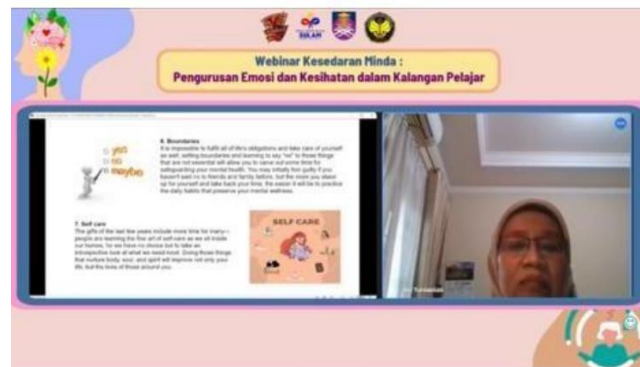 SULAM
Webinar Kesedaran Minda :
Pengurusan Emosi dan Kesihatan dalam Kalangan Pelajar
yes
no
maybe
6. Boundaries
It is impossible to fulfill all of life's obligations and take care of yourself
as well, setting boundaries and learning to say "no" to those things
that are not essential will allow you to carve out some time for
safeguarding your mental health. You may initially feel guilty if you
haven't said no to friends and family before, but the more you stand
up for yourself and take back your time, the easier it will be to practice
the daily habits that preserve your mental wellness.
7. Self care
The gifts of the last few years include more time for many—
people are learning the fine art of self-care as we sit inside
our homes, for we have no choice but to take an
introspective look at what we need most. Doing those things
that nurture body, soul, and spirit will improve not only your
life, but the lives of those around you.
SELF CARE